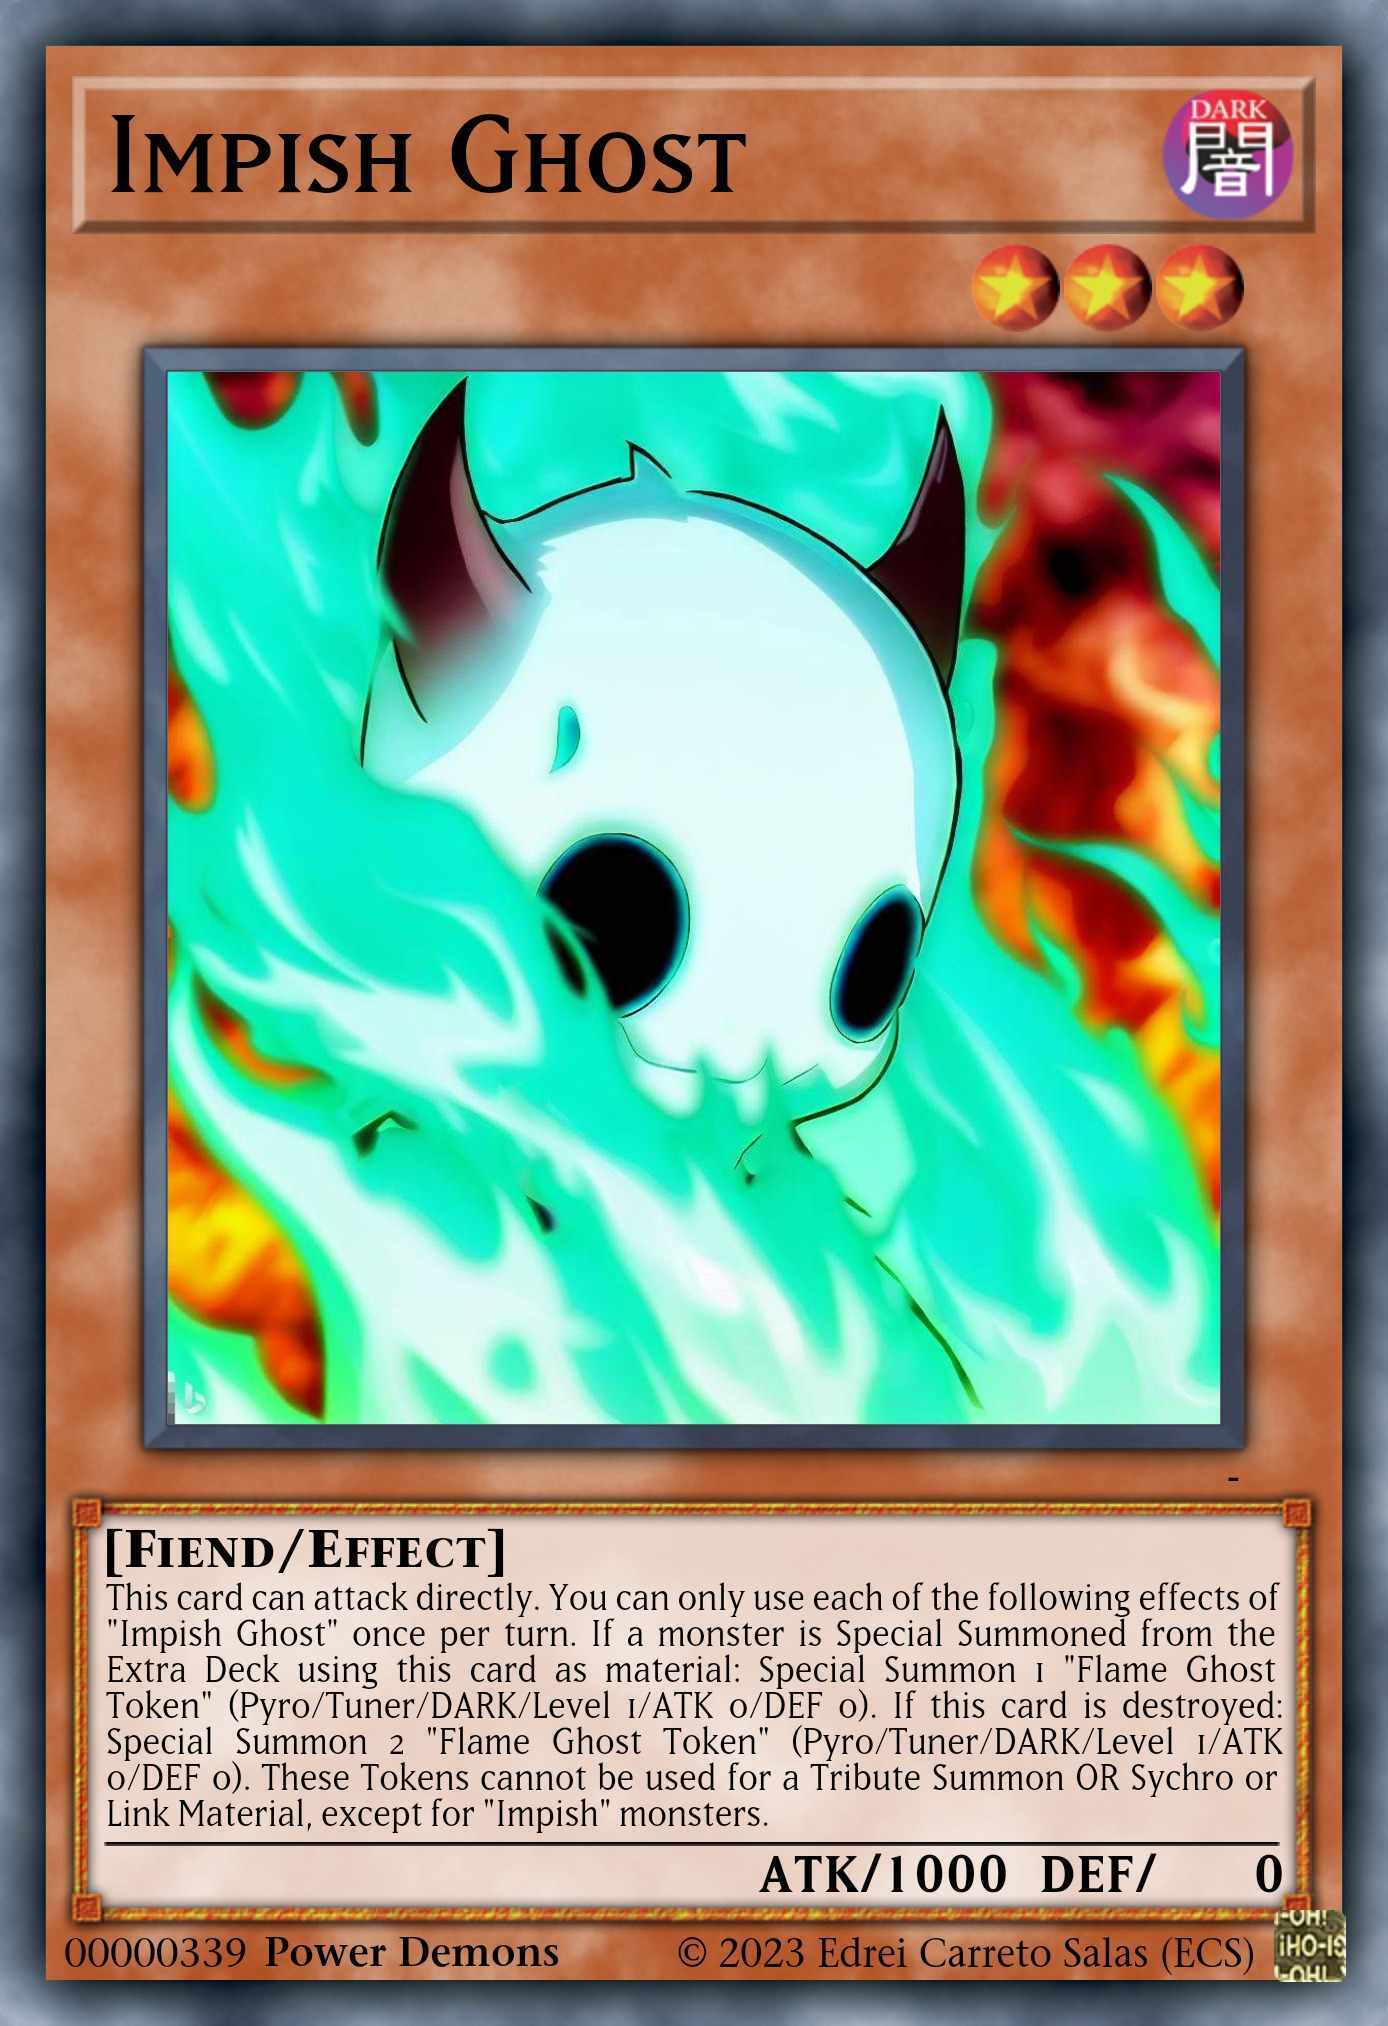 Impish Ghost
DARK
闇
-
[Fiend/Effect]
This card can attack directly. You can only use each of the following effects of
"Impish Ghost" once per turn. If a monster is Special Summoned from the
Extra Deck using this card as material: Special Summon 1 "Flame Ghost
Token" (Pyro/Tuner/DARK/Level 1/ATK 0/DEF 0). If this card is destroyed:
Special Summon 2 "Flame Ghost Token" (Pyro/Tuner/DARK/Level 1/ATK
0/DEF 0). These Tokens cannot be used for a Tribute Summon OR Sychro or
Link Material, except for "Impish" monsters.
ATK/1000 DEF/ 0
00000339 Power Demons © 2023 Edrei Carreto Salas (ECS)